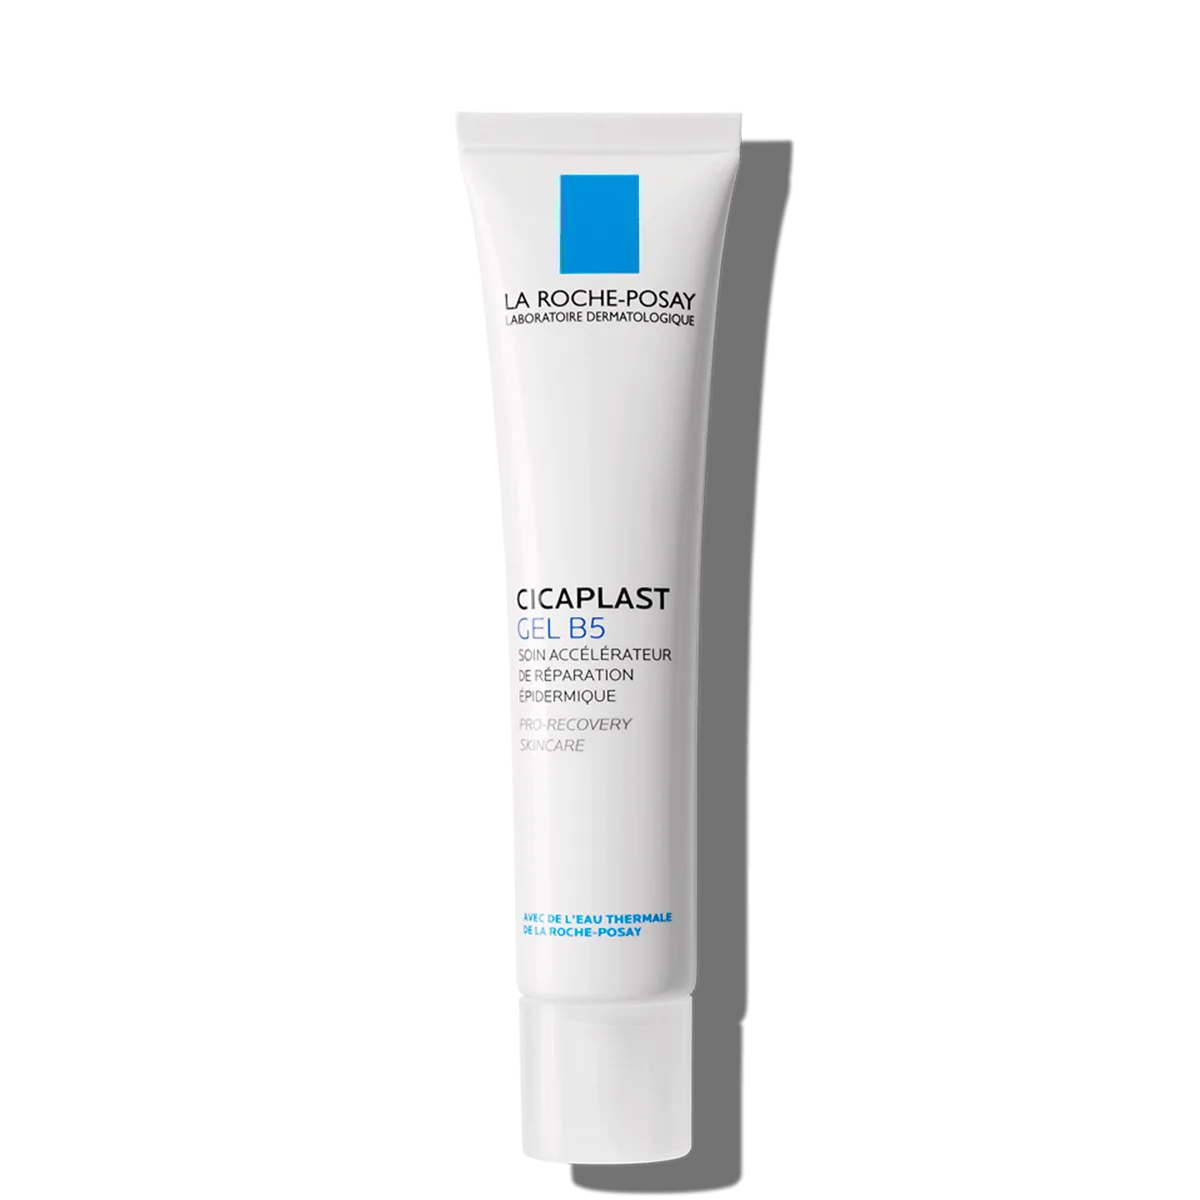 LA ROCHE-POSAY
LABORATOIRE DERMATOLOGIQUE
CICAPLAST
GEL B5
SOIN ACCÉLÉRATEUR
DE RÉPARATION
ÉPIDERMIQUE
PRO-RECOVERY
SKINCARE
AVEC DE L'EAU THERMALE
DE LA ROCHE-POSAY